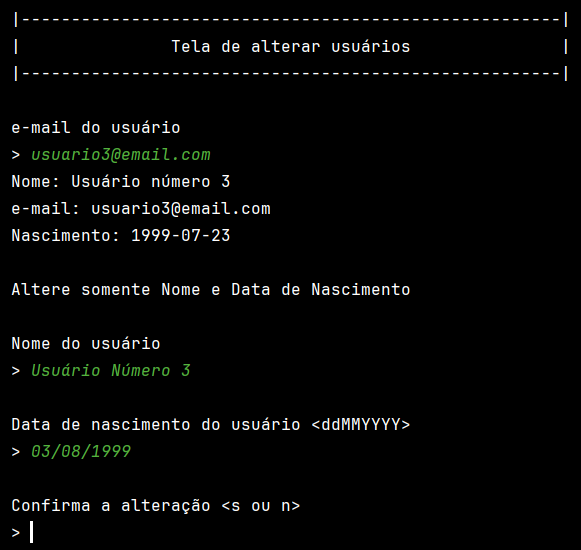 |------------------------------------------------------|
|               Tela de alterar usuários               |
|------------------------------------------------------|
e-mail do usuário
> usuario3@email.com
Nome: Usuário número 3
e-mail: usuario3@email.com
Nascimento: 1999-07-23
Altere somente Nome e Data de Nascimento
Nome do usuário
> Usuário Número 3
Data de nascimento do usuário <ddMMYYYY>
> 03/08/1999
Confirma a alteração <s ou n>
>